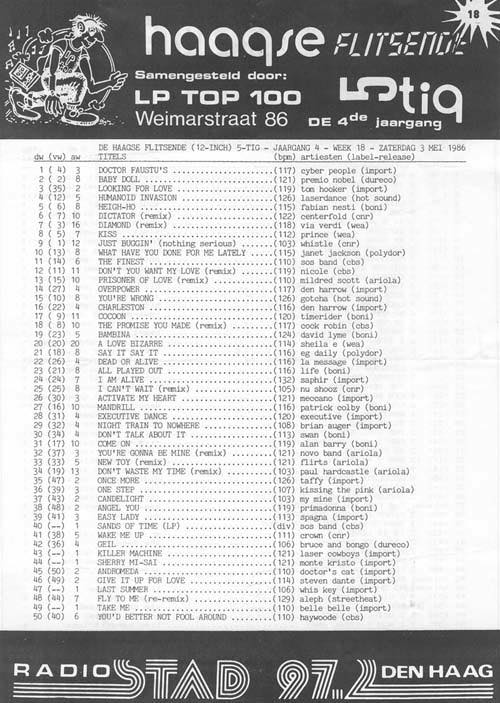 18
haagse FLITSENDE
Samengesteld door:
LP TOP 100
Weimarstraat 86
5tig
DE 4de jaargang
DE HAAGSE FLITSENDE (12-INCH) 5-TIG - JAARGANG 4 - WEEK 18 - ZATERDAG 3 MEI 1986
dw (vw) aw TITELS (bpm) artiesten (label-release)
1 ( 4) 3 DOCTOR FAUSTU'S (117) cyber people (import)
2 ( 2) 8 BABY DOLL (121) premio nobel (dureco)
3 (35) 2 LOOKING FOR LOVE (119) tom hooker (import)
4 (12) 5 HUMANOID INVASION (126) laserdance (hot sound)
5 ( 6) 8 HEIGH-HO (115) fabian nesti (boni)
6 ( 7) 10 DICTATOR (remix) (122) centerfold (cnr)
7 ( 3) 16 DIAMOND (remix) (118) via verdi (wea)
8 ( 5) 7 KISS (112) prince (wea)
9 ( 1) 12 JUST BUGGIN' (nothing serious) (103) whistle (cnr)
10 (13) 8 WHAT HAVE YOU DONE FOR ME LATELY (115) janet jackson (polydor)
11 (14) 6 THE FINEST (110) sos band (cbs)
12 (11) 11 DON'T YOU WANT MY LOVE (remix) (119) nicole (cbs)
13 (15) 10 PRISONER OF LOVE (remix) (110) mildred scott (ariola)
14 (27) 4 OVERPOWER (117) den harrow (import)
15 (10) 8 YOU'RE WRONG (126) gotcha (hot sound)
16 (22) 4 CHARLESTON (116) den harrow (import)
17 ( 9) 11 COCOON (120) timerider (boni)
18 ( 8) 10 THE PROMISE YOU MADE (remix) (117) cock robin (cbs)
19 (23) 5 BAMBINA (124) david lyme (boni)
20 (20) 20 A LOVE BIZARRE (114) sheila e (wea)
21 (18) 8 SAY IT SAY IT (116) eg daily (polydor)
22 (26) 4 DEAD OR ALIVE (116) la message (import)
23 (21) 8 ALL PLAYED OUT (116) life (boni)
24 (24) 7 I AM ALIVE (132) saphir (import)
25 (25) 8 I CAN'T WAIT (remix) (105) nu shooz (cnr)
26 (30) 3 ACTIVATE MY HEART (121) meccano (import)
27 (16) 10 MANDRILL (116) patrick colby (boni)
28 (31) 4 EXECUTIVE DANCE (120) executive (import)
29 (32) 4 NIGHT TRAIN TO NOWHERE (108) brian auger (import)
30 (34) 4 DON'T TALK ABOUT IT (113) swan (boni)
31 (17) 10 COME ON (119) alan barry (boni)
32 (37) 3 YOU'RE GONNA BE MINE (remix) (121) novo band (ariola)
33 (33) 5 NEW TOY (remix) (121) flirts (ariola)
34 (19) 13 DON'T WASTE MY TIME (remix) (103) paul hardcastle (ariola)
35 (47) 2 ONCE MORE (126) taffy (import)
36 (39) 3 ONE STEP (107) kissing the pink (ariola)
37 (43) 2 CANDELIGHT (103) my mine (import)
38 (48) 2 ANGEL YOU (119) primadonna (boni)
39 (41) 3 EASY LADY (113) spagna (import)
40 (--) 1 SANDS OF TIME (LP) (div) sos band (cbs)
41 (38) 5 WAKE ME UP (111) crown (cnr)
42 (36) 4 GEIL (106) bruce and bongo (dureco)
43 (--) 1 KILLER MACHINE (121) laser cowboys (import)
44 (--) 1 SHERRY MI-SAI (121) monte kristo (import)
45 (50) 2 ANDROMEDA (110) doctor's cat (import)
46 (49) 2 GIVE IT UP FOR LOVE (114) steven dante (import)
47 (--) 1 LAST SUMMER (106) whis key (import)
48 (44) 7 FLY TO ME (re-remix) (129) aleph (streetheat)
49 (--) 1 TAKE ME (110) belle belle (import)
50 (40) 6 YOU'D BETTER NOT FOOL AROUND (110) haywoode (cbs)
RADIO STAD 97.2 DEN HAAG